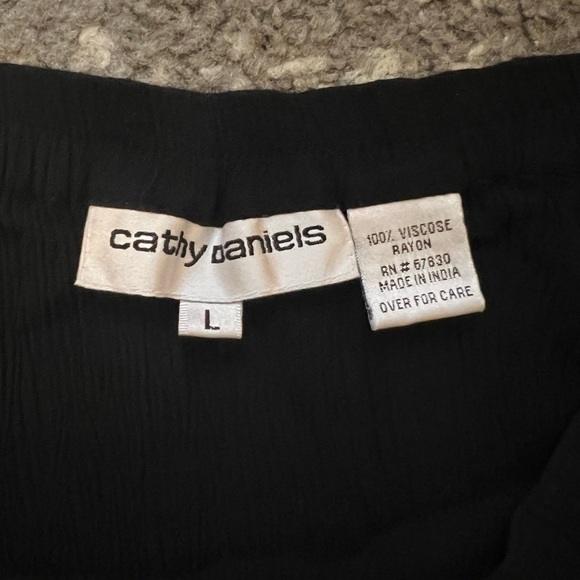 cathy Daniels
L
100% VISCOSE
RAYON
RN # 67830
MADE IN INDIA
OVER FOR CARE